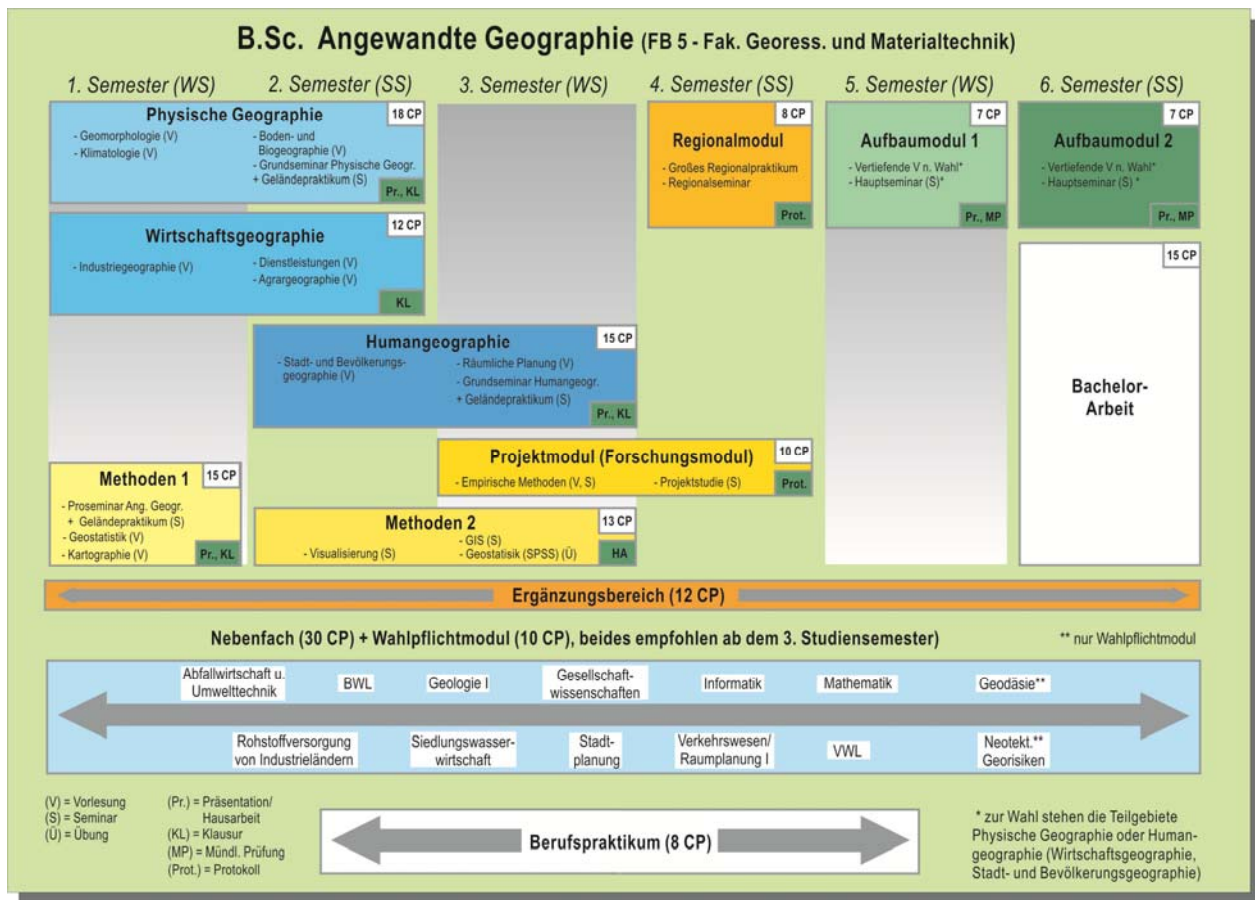 B.Sc. Angewandte Geographie (FB 5 - Fak. Georess. und Materialtechnik)
1. Semester (WS)
2. Semester (SS)
3. Semester (WS)
4. Semester (SS)
5. Semester (WS)
6. Semester (SS)
Physische Geographie
18 CP
- Geomorphologie (V)
- Klimatologie (V)
- Boden- und
Biogeographie (V)
- Grundseminar Physische Geogr.
+ Geländepraktikum (S)
Pr., KL
Regionalmodul
8 CP
- Großes Regionalpraktikum
- Regionalseminar
Prot.
Aufbaumodul 1
7 CP
- Vertiefende V n. Wahl*
- Hauptseminar (S)*
Pr., MP
Aufbaumodul 2
7 CP
- Vertiefende V n. Wahl*
- Hauptseminar (S) *
Pr., MP
Wirtschaftsgeographie
12 CP
- Industriegeographie (V)
- Dienstleistungen (V)
- Agrargeographie (V)
KL
15 CP
Bachelor-
Arbeit
Humangeographie
15 CP
- Stadt- und Bevölkerungs-
geographie (V)
- Räumliche Planung (V)
- Grundseminar Humangeogr.
+ Geländepraktikum (S)
Pr., KL
Projektmodul (Forschungsmodul)
10 CP
- Empirische Methoden (V, S)
- Projektstudie (S)
Prot.
Methoden 1
15 CP
- Proseminar Ang. Geogr.
+ Geländepraktikum (S)
- Geostatistik (V)
- Kartographie (V)
Pr., KL
Methoden 2
13 CP
- Visualisierung (S)
- GIS (S)
- Geostatisik (SPSS) (Ü)
HA
Ergänzungsbereich (12 CP)
Nebenfach (30 CP) + Wahlpflichtmodul (10 CP), beides empfohlen ab dem 3. Studiensemester)
** nur Wahlpflichtmodul
Abfallwirtschaft u.
Umwelttechnik
BWL
Geologie I
Gesellschaft-
wissenschaften
Informatik
Mathematik
Geodäsie**
Rohstoffversorgung
von Industrieländern
Siedlungswasser-
wirtschaft
Stadt-
planung
Verkehrswesen/
Raumplanung I
VWL
Neotekt.**
Georisiken
(V) = Vorlesung
(S) = Seminar
(Ü) = Übung
(Pr.) = Präsentation/
Hausarbeit
(KL) = Klausur
(MP) = Mündl. Prüfung
(Prot.) = Protokoll
Berufspraktikum (8 CP)
* zur Wahl stehen die Teilgebiete
Physische Geographie oder Human-
geographie (Wirtschaftsgeographie,
Stadt- und Bevölkerungsgeographie)